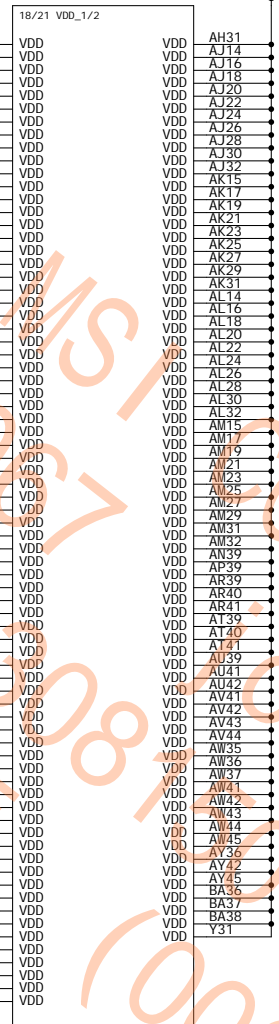 18/21 VDD_1/2
VDD VDD AH31
VDD VDD AJ14
VDD VDD AJ16
VDD VDD AJ18
VDD VDD AJ20
VDD VDD AJ22
VDD VDD AJ24
VDD VDD AJ26
VDD VDD AJ28
VDD VDD AJ30
VDD VDD AJ32
VDD VDD AK15
VDD VDD AK17
VDD VDD AK19
VDD VDD AK21
VDD VDD AK23
VDD VDD AK25
VDD VDD AK27
VDD VDD AK29
VDD VDD AK31
VDD VDD AL14
VDD VDD AL16
VDD VDD AL18
VDD VDD AL20
VDD VDD AL22
VDD VDD AL24
VDD VDD AL26
VDD VDD AL28
VDD VDD AL30
VDD VDD AL32
VDD VDD AM15
VDD VDD AM17
VDD VDD AM19
VDD VDD AM21
VDD VDD AM23
VDD VDD AM25
VDD VDD AM27
VDD VDD AM29
VDD VDD AM31
VDD VDD AM32
VDD VDD AN39
VDD VDD AP39
VDD VDD AR39
VDD VDD AR40
VDD VDD AR41
VDD VDD AT39
VDD VDD AT40
VDD VDD AT41
VDD VDD AU39
VDD VDD AU41
VDD VDD AU42
VDD VDD AV41
VDD VDD AV42
VDD VDD AV43
VDD VDD AV44
VDD VDD AW35
VDD VDD AW36
VDD VDD AW37
VDD VDD AW41
VDD VDD AW42
VDD VDD AW43
VDD VDD AW44
VDD VDD AW45
VDD VDD AY36
VDD VDD AY42
VDD VDD AY45
VDD VDD BA36
VDD VDD BA37
VDD VDD BA38
VDD VDD Y31
VDD
VDD
VDD
VDD
VDD
MSI